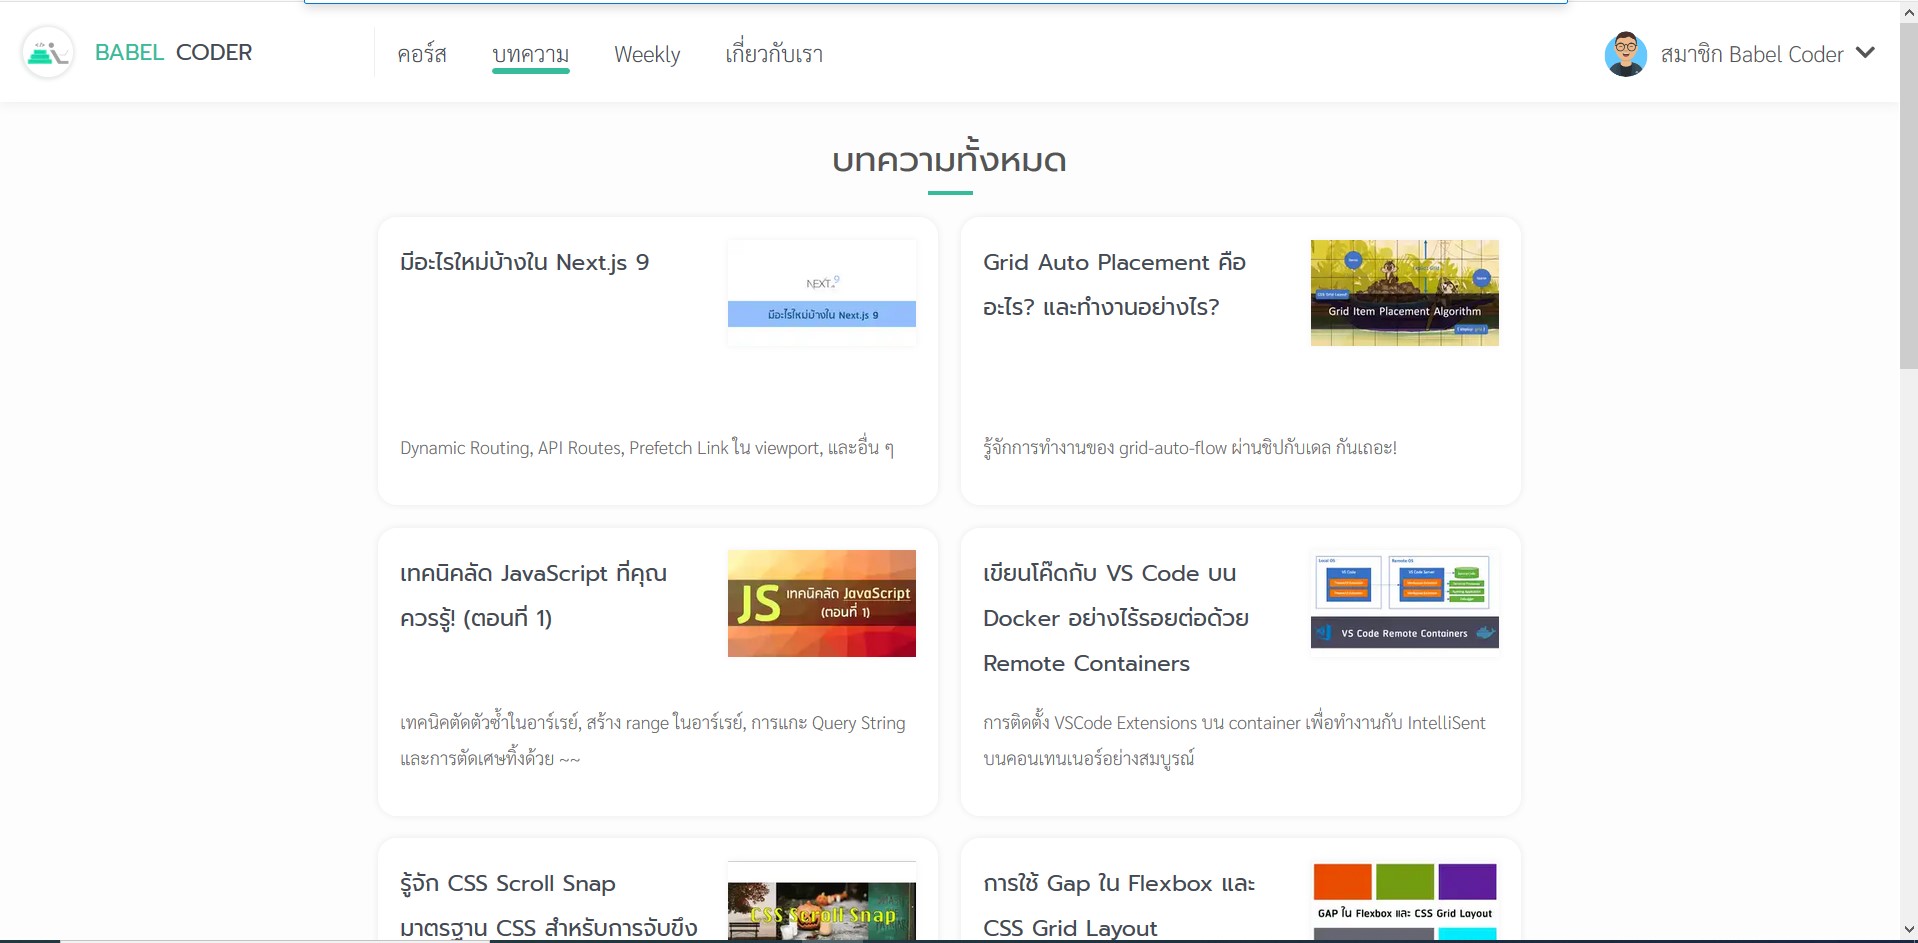 BABEL CODER
คอร์ส
บทความ
Weekly
เกี่ยวกับเรา
สมาชิก Babel Coder
บทความทั้งหมด
มีอะไรใหม่บ้างใน Next.js 9
NEXT.js 9
มีอะไรใหม่บ้างใน Next.js 9
Dynamic Routing, API Routes, Prefetch Link ใน viewport, และอื่น ๆ
Grid Auto Placement คือ
อะไร? และทำงานอย่างไร?
Grid Item Placement Algorithm
รู้จักการทำงานของ grid-auto-flow ผ่านชิปกับเดล กันเถอะ!
เทคนิคลัด JavaScript ที่คุณ
ควรรู้! (ตอนที่ 1)
JS เทคนิคลัด JavaScript
(ตอนที่ 1)
เทคนิคตัดตัวซ้ำในอาร์เรย์, สร้าง range ในอาร์เรย์, การแกะ Query String
และการตัดเศษทิ้งด้วย ~~
เขียนโค๊ดกับ VS Code บน
Docker อย่างไร้รอยต่อด้วย
Remote Containers
Local OS
Remote OS
VS Code
VS Code Server
VS Code Remote Containers
การติดตั้ง VSCode Extensions บน container เพื่อทำงานกับ IntelliSent
บนคอนเทนเนอร์อย่างสมบูรณ์
รู้จัก CSS Scroll Snap
มาตรฐาน CSS สำหรับการจับขึง
CSS Scroll Snap
การใช้ Gap ใน Flexbox และ
CSS Grid Layout
GAP ใน Flexbox และ CSS Grid Layout